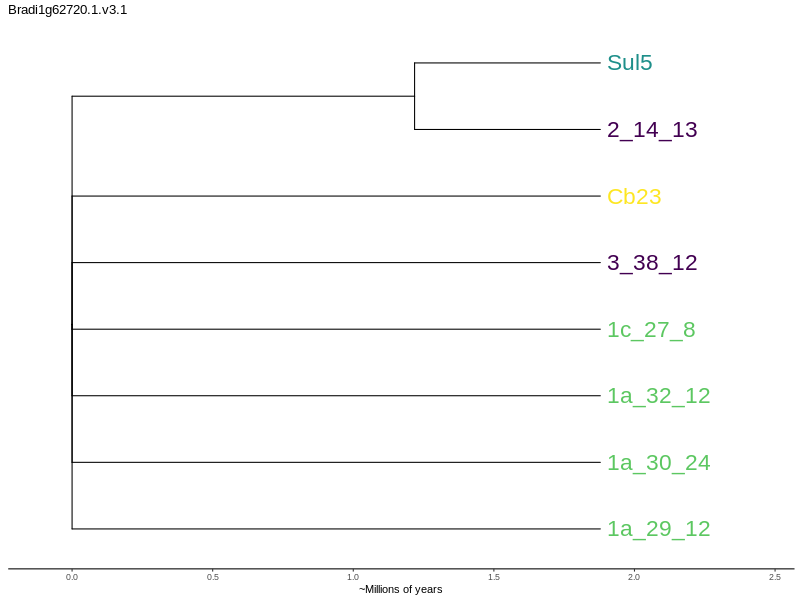 Bradi1g62720.1.v3.1
Sul5
2_14_13
Cb23
3_38_12
1c_27_8
1a_32_12
1a_30_24
1a_29_12
0.0 0.5 1.0 1.5 2.0 2.5
~Millions of years